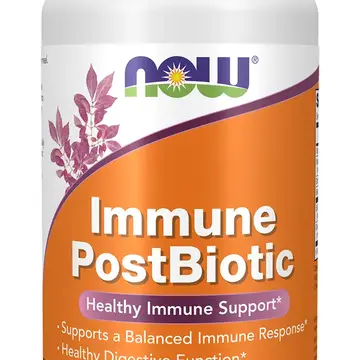 NOW
Immune
PostBiotic
Healthy Immune Support*
• Supports a Balanced Immune Response*
• Healthy Digestive Function*